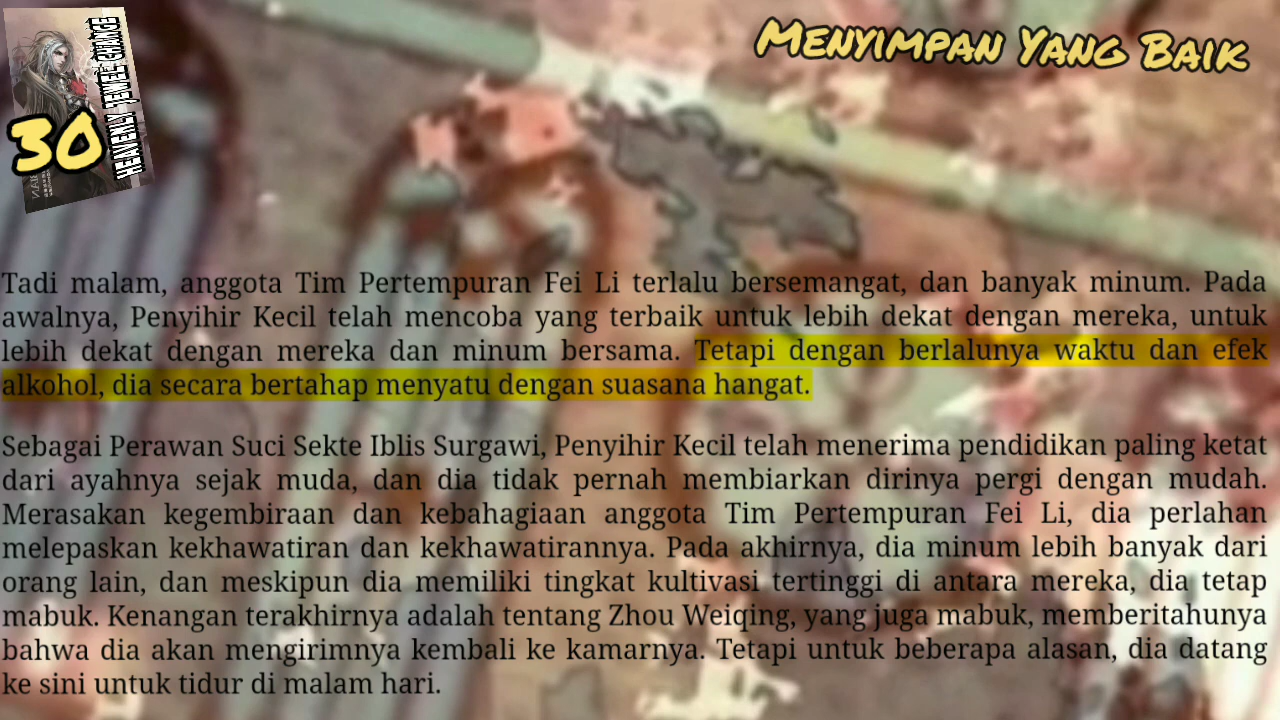 Menyimpan Yang Baik
HEAVENLY JEWEL CHANGE
30
Tadi malam, anggota Tim Pertempuran Fei Li terlalu bersemangat, dan banyak minum. Pada
awalnya, Penyihir Kecil telah mencoba yang terbaik untuk lebih dekat dengan mereka, untuk
lebih dekat dengan mereka dan minum bersama. Tetapi dengan berlalunya waktu dan efek
alkohol, dia secara bertahap menyatu dengan suasana hangat.
Sebagai Perawan Suci Sekte Iblis Surgawi, Penyihir Kecil telah menerima pendidikan paling ketat
dari ayahnya sejak muda, dan dia tidak pernah membiarkan dirinya pergi dengan mudah.
Merasakan kegembiraan dan kebahagiaan anggota Tim Pertempuran Fei Li, dia perlahan
melepaskan kekhawatiran dan kekhawatirannya. Pada akhirnya, dia minum lebih banyak dari
orang lain, dan meskipun dia memiliki tingkat kultivasi tertinggi di antara mereka, dia tetap
mabuk. Kenangan terakhirnya adalah tentang Zhou Weiqing, yang juga mabuk, memberitahunya
bahwa dia akan mengirimnya kembali ke kamarnya. Tetapi untuk beberapa alasan, dia datang
ke sini untuk tidur di malam hari.